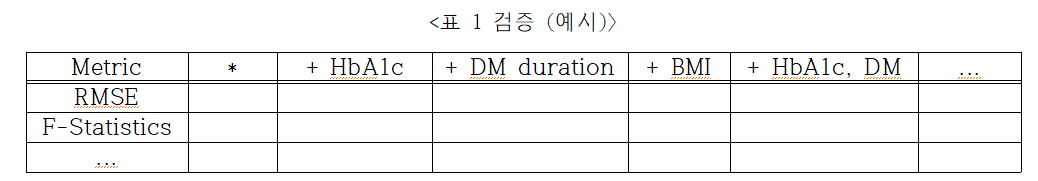 <표 1 검증 (예시)>
Metric * + HbA1c + DM duration + BMI + HbA1c, DM ...
RMSE
F-Statistics
...